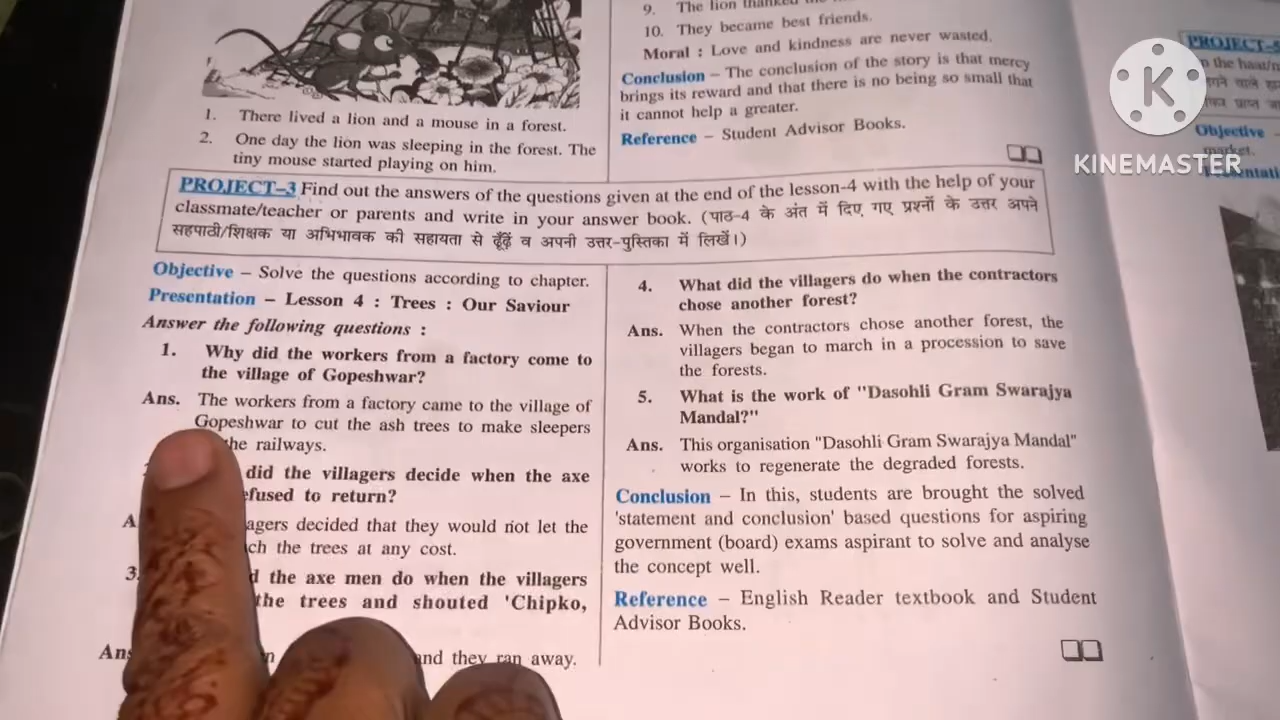 1. There lived a lion and a mouse in a forest.
2. One day the lion was sleeping in the forest. The
tiny mouse started playing on him.
9. The lion thanked the
10. They became best friends.
Moral : Love and kindness are never wasted.
Conclusion – The conclusion of the story is that mercy
brings its reward and that there is no being so small that
it cannot help a greater.
Reference – Student Advisor Books.
PROJECT–3 Find out the answers of the questions given at the end of the lesson-4 with the help of your
classmate/teacher or parents and write in your answer book. (पाठ-4 के अंत में दिए गए प्रश्नों के उत्तर अपने
सहपाठी/शिक्षक या अभिभावक की सहायता से ढूँढ़ें व अपनी उत्तर-पुस्तिका में लिखें।)
Objective – Solve the questions according to chapter.
Presentation – Lesson 4 : Trees : Our Saviour
Answer the following questions :
1. Why did the workers from a factory come to
the village of Gopeshwar?
Ans. The workers from a factory came to the village of
Gopeshwar to cut the ash trees to make sleepers
the railways.
did the villagers decide when the axe
to return?
decided that they would not let the
the trees at any cost.
3. the axe men do when the villagers
the trees and shouted 'Chipko,
Ans and they ran away.
4. What did the villagers do when the contractors
chose another forest?
Ans. When the contractors chose another forest, the
villagers began to march in a procession to save
the forests.
5. What is the work of "Dasohli Gram Swarajya
Mandal?"
Ans. This organisation "Dasohli Gram Swarajya Mandal"
works to regenerate the degraded forests.
Conclusion – In this, students are brought the solved
'statement and conclusion' based questions for aspiring
government (board) exams aspirant to solve and analyse
the concept well.
Reference – English Reader textbook and Student
Advisor Books.
PROJECT-
Objective
market.
K
KINEMASTER